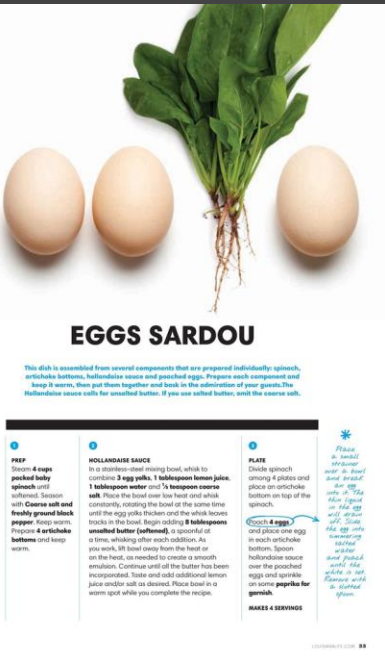 EGGS SARDOU
This dish is assembled from several components that are prepared individually: spinach,
artichoke bottoms, hollandaise sauce and poached eggs. Prepare each component and
keep it warm, then put them together and bask in the admiration of your guests.The
Hollandaise sauce calls for unsalted butter. If you use salted butter, omit the coarse salt.
1
PREP
Steam 4 cups
packed baby
spinach until
softened. Season
with Coarse salt and
freshly ground black
pepper. Keep warm.
Prepare 4 artichoke
bottoms and keep
warm.
2
HOLLANDAISE SAUCE
In a stainless-steel mixing bowl, whisk to
combine 3 egg yolks, 1 tablespoon lemon juice,
1 tablespoon water and ⅛ teaspoon coarse
salt. Place the bowl over low heat and whisk
constantly, rotating the bowl at the same time
until the egg yolks thicken and the whisk leaves
tracks in the bowl. Begin adding 8 tablespoons
unsalted butter (softened), a spoonful at
a time, whisking after each addition. As
you work, lift bowl away from the heat or
on the heat, as needed to create a smooth
emulsion. Continue until all the butter has been
incorporated. Taste and add additional lemon
juice and/or salt as desired. Place bowl in a
warm spot while you complete the recipe.
3
PLATE
Divide spinach
among 4 plates and
place an artichoke
bottom on top of the
spinach.
Poach 4 eggs
and place one egg
in each artichoke
bottom. Spoon
hollandaise sauce
over the poached
eggs and sprinkle
on some paprika for
garnish.
MAKES 4 SERVINGS
*
Place
a small
strainer
over a bowl
and break
an egg
into it. The
thin liquid
in the egg
will drain
off. Slide
the egg into
simmering
salted
water
and poach
until the
white is set.
Remove with
a slotted
spoon.